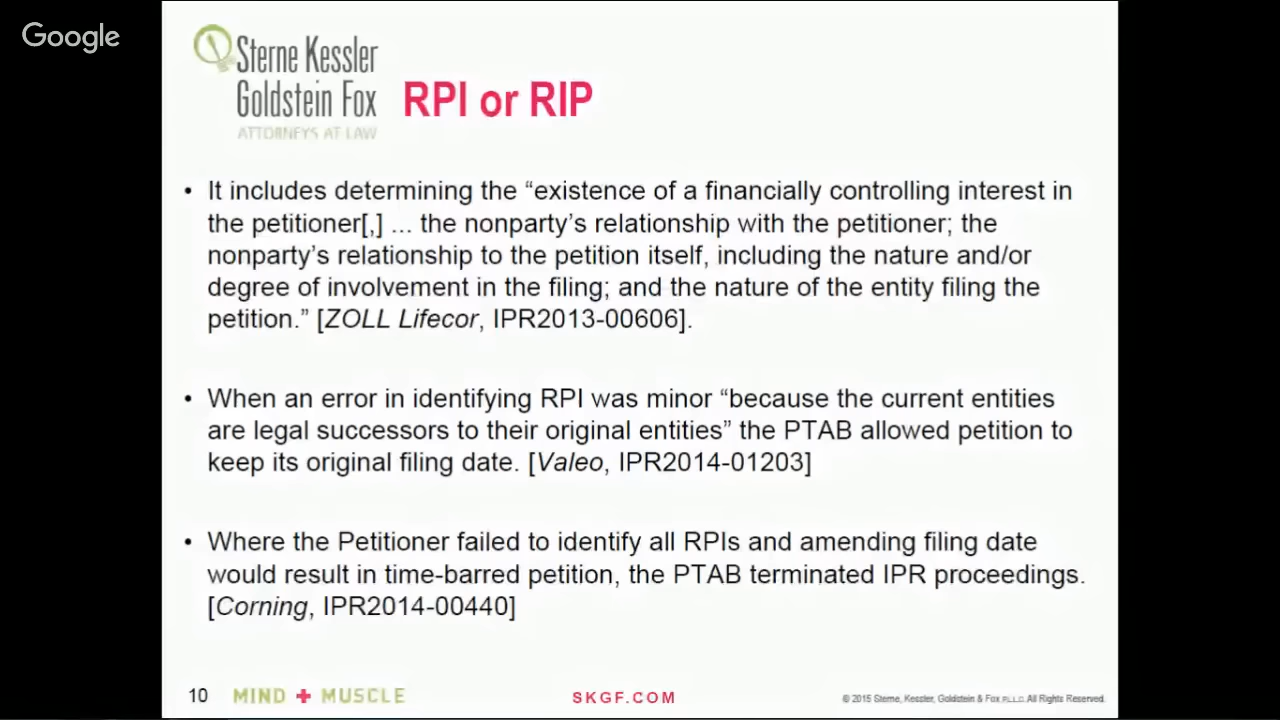 Google
Sterne Kessler
Goldstein Fox
ATTORNEYS AT LAW
RPI or RIP
• It includes determining the “existence of a financially controlling interest in
the petitioner[,] ... the nonparty’s relationship with the petitioner; the
nonparty’s relationship to the petition itself, including the nature and/or
degree of involvement in the filing; and the nature of the entity filing the
petition.” [ZOLL Lifecor, IPR2013-00606].
• When an error in identifying RPI was minor “because the current entities
are legal successors to their original entities” the PTAB allowed petition to
keep its original filing date. [Valeo, IPR2014-01203]
• Where the Petitioner failed to identify all RPIs and amending filing date
would result in time-barred petition, the PTAB terminated IPR proceedings.
[Corning, IPR2014-00440]
10 MIND + MUSCLE
SKGF.COM
© 2015 Sterne, Kessler, Goldstein & Fox P.L.L.C. All Rights Reserved.